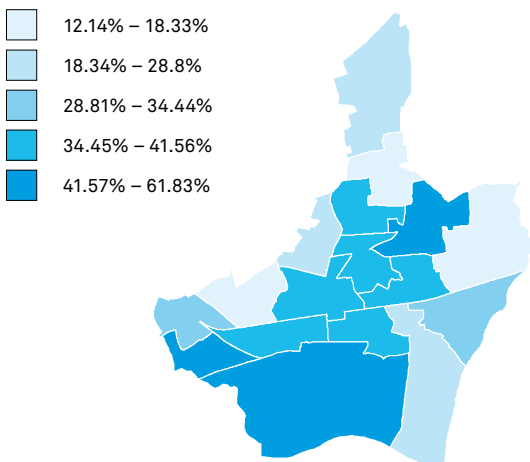 12.14% – 18.33%
18.34% – 28.8%
28.81% – 34.44%
34.45% – 41.56%
41.57% – 61.83%